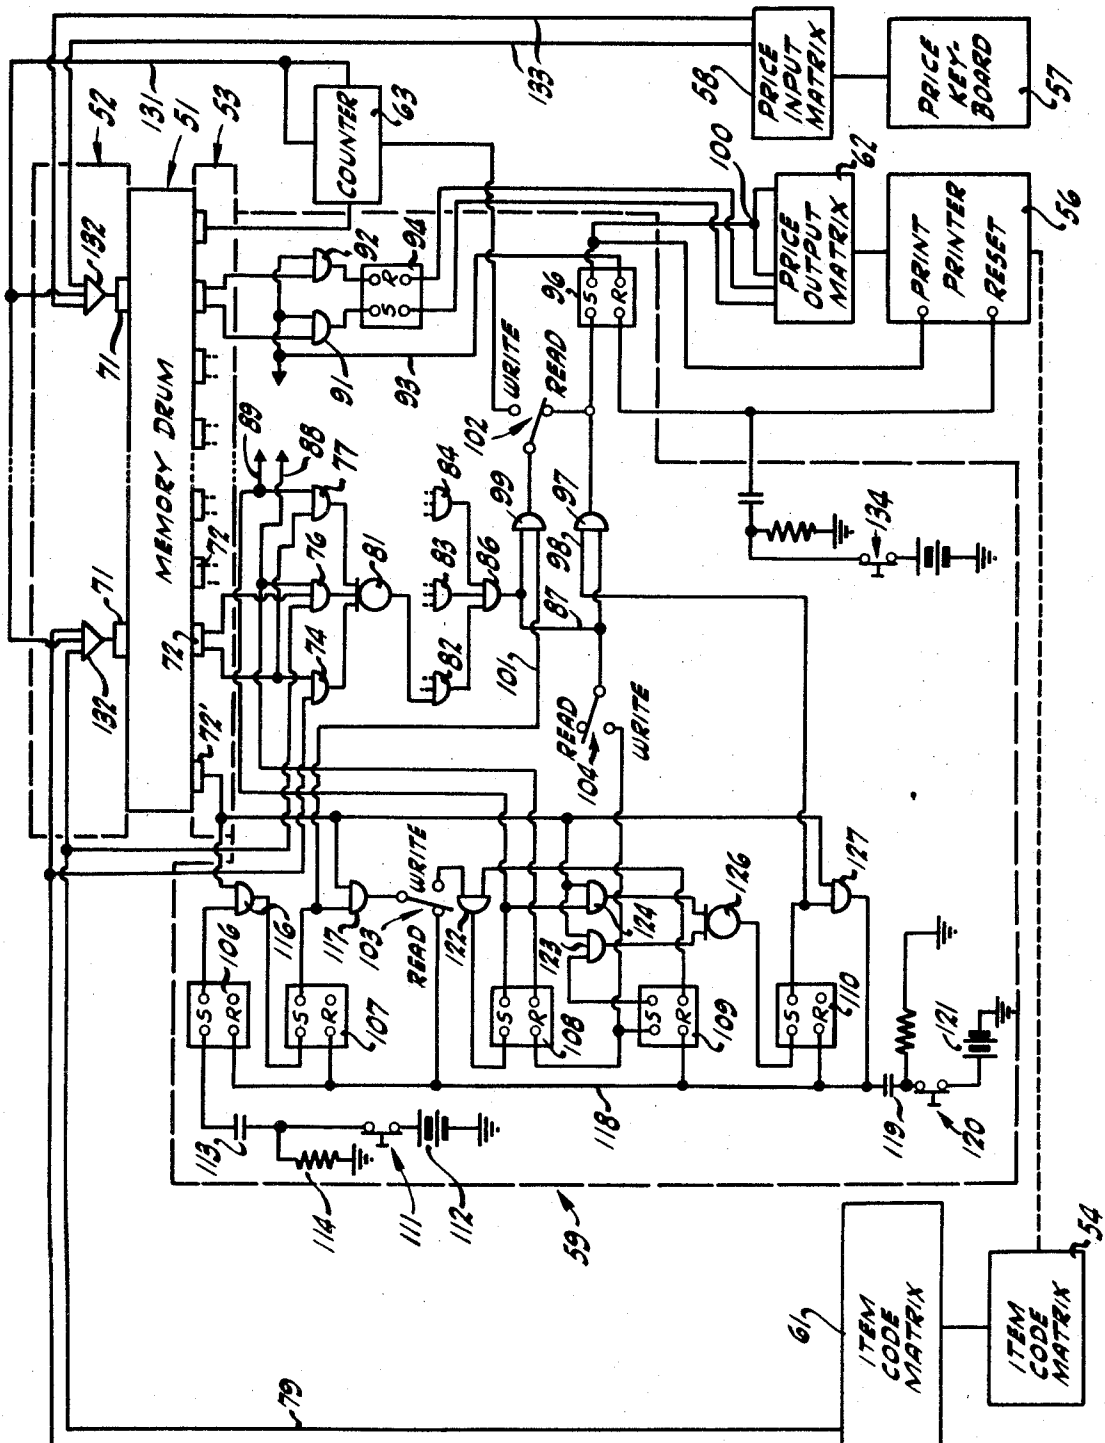 52
131
51
53
132
132
71
71
MEMORY DRUM
72'
72
72
89
88
COUNTER
63
133
58
PRICE
INPUT
MATRIX
PRICE
KEY-
BOARD
57
100
PRICE
OUTPUT
MATRIX
62
PRINT
PRINTER
RESET
56
92
91
S
R
94
93
96
S
R
102
WRITE
READ
99
97
98
87
101
77
76
74
81
82
83
84
86
READ
104
WRITE
134
116
117
106
S
R
S
R
107
103
READ
WRITE
122
S
R
108
123
124
126
127
S
R
109
S
R
110
118
119
120
121
113
114
111
112
59
61
ITEM
CODE
MATRIX
ITEM
CODE
MATRIX
54
79